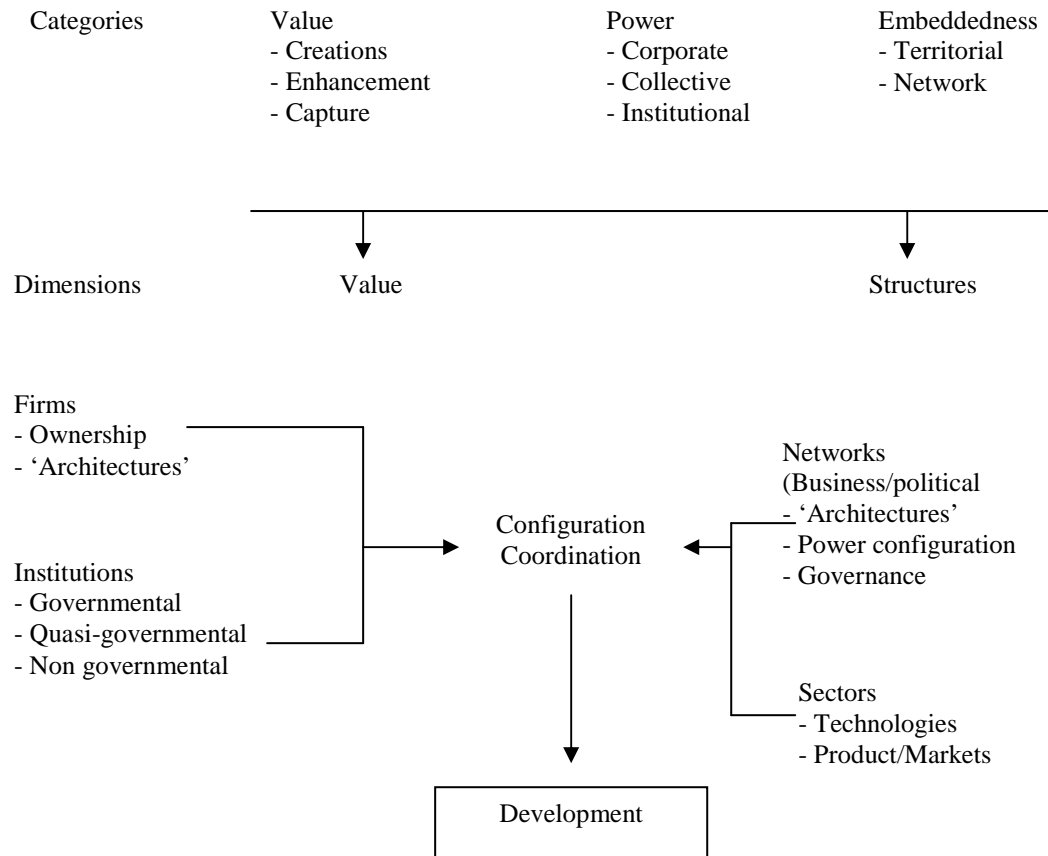 Categories
Value
- Creations
- Enhancement
- Capture
Power
- Corporate
- Collective
- Institutional
Embeddedness
- Territorial
- Network
Dimensions
Value
Structures
Firms
- Ownership
- ‘Architectures’
Institutions
- Governmental
- Quasi-governmental
- Non governmental
Configuration
Coordination
Networks
(Business/political
- ‘Architectures’
- Power configuration
- Governance
Sectors
- Technologies
- Product/Markets
Development